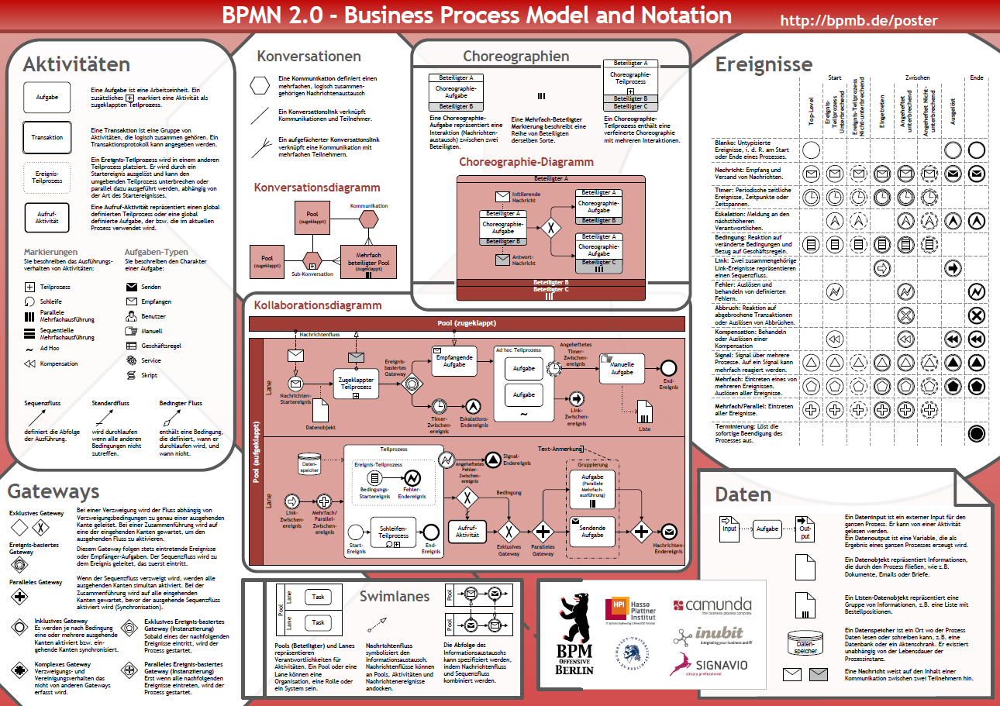 BPMN 2.0 - Business Process Model and Notation
http://bpmb.de/poster
Aktivitäten
Aufgabe
Eine Aufgabe ist eine Arbeitseinheit. Ein
zusätzliches + markiert eine Aktivität als
zugeklappten Teilprozess.
Transaktion
Eine Transaktion ist eine Gruppe von
Aktivitäten, die logisch zusammen gehören. Ein
Transaktionsprotokoll kann angegeben werden.
Ereignis-
Teilprozess
Ein Ereignis-Teilprozess wird in einem anderen
Teilprozess platziert. Er wird durch ein
Startereignis ausgelöst und kann den
umgebenden Teilprozess unterbrechen oder
parallel dazu ausgeführt werden, abhängig von
der Art des Startereignisses.
Aufruf-
Aktivität
Eine Aufruf-Aktivität repräsentiert einen global
definierten Teilprozess oder eine global
definierte Aufgabe, der bzw. die im aktuellen
Prozess verwendet wird.
Markierungen
Sie beschreiben das Ausführungs-
verhalten von Aktivitäten:
Teilprozess
Schleife
Parallele
Mehrfachausführung
Sequentielle
Mehrfachausführung
~ Ad Hoc
Kompensation
Aufgaben-Typen
Sie beschreiben den Charakter
einer Aufgabe:
Senden
Empfangen
Benutzer
Manuell
Geschäftsregel
Service
Skript
Sequenzfluss
definiert die Abfolge
der Ausführung.
Standardfluss
wird durchlaufen
wenn alle anderen
Bedingungen nicht
zutreffen.
Bedingter Fluss
enthält eine Bedingung,
die definiert, wann er
durchlaufen wird, und
wann nicht.
Konversationen
Eine Kommunikation definiert einen
mehrfachen, logisch zusammen-
gehörigen Nachrichtenaustausch
Ein Konversationslink verknüpft
Kommunikationen und Teilnehmer.
Ein aufgefächerter Konversationslink
verknüpft eine Kommunikation mit
mehrfachen Teilnehmern.
Konversationsdiagramm
Pool
(zugeklappt)
Kommunikation
Pool
(zugeklappt)
Sub-Konversation
Mehrfach
beteiligter Pool
(zugeklappt)
Choreographien
Beteiligter A
Choreographie-
Aufgabe
Beteiligter B
Eine Choreographie-
Aufgabe repräsentiert eine
Interaktion (Nachrichten-
austausch) zwischen zwei
Beteiligten.
Eine Mehrfach-Beteiligter
Markierung beschreibt eine
Reihe von Beteiligten
derselben Sorte.
Beteiligter A
Choreographie-
Teilprozess
Beteiligter B
Beteiligter C
Ein Choreographie-
Teilprozess enthält eine
verfeinerte Choreographie
mit mehreren Interaktionen.
Choreographie-Diagramm
Beteiligter A
Initiierende
Nachricht
Beteiligter A
Choreographie-
Aufgabe
Beteiligter B
Antwort-
Nachricht
Beteiligter A
Choreographie-
Aufgabe
Beteiligter B
Beteiligter A
Choreographie-
Aufgabe
Beteiligter C
Beteiligter B
Beteiligter C
Ereignisse
Start
Zwischen
Ende
Top-Level
Ereignis-
Teilprozess
Unterbrechend
Ereignis-Teilprozess
Nicht-unterbrechend
Eingetreten
Angeheftet
unterbrechend
Angeheftet Nicht-
unterbrechend
Ausgelöst
Blanko: Untypisierte
Ereignisse, i. d. R. am Start
oder Ende eines Prozesses.
Nachricht: Empfang und
Versand von Nachrichten.
Timer: Periodische zeitliche
Ereignisse, Zeitpunkte oder
Zeitspannen.
Eskalation: Meldung an den
nächsthöheren
Verantwortlichen.
Bedingung: Reaktion auf
veränderte Bedingungen und
Bezug auf Geschäftsregeln.
Link: Zwei zusammengehörige
Link-Ereignisse repräsentieren
einen Sequenzfluss.
Fehler: Auslösen und
behandeln von definierten
Fehlern.
Abbruch: Reaktion auf
abgebrochene Transaktionen
oder Auslösen von Abbrüchen.
Kompensation: Behandeln
oder Auslösen einer
Kompensation
Signal: Signal über mehrere
Prozesse. Auf ein Signal kann
mehrfach reagiert werden.
Mehrfach: Eintreten eines von
mehreren Ereignissen.
Auslösen aller Ereignisse.
Mehrfach/Parallel: Eintreten
aller Ereignisse.
Terminierung: Löst die
sofortige Beendigung des
Prozesses aus.
Kollaborationsdiagramm
Pool (zugeklappt)
Nachrichtenfluss
Pool (aufgeklappt)
Lane
Nachrichten-
Startereignis
Datenobjekt
Zugeklappter
Teilprozess
Ereignis-
basiertes
Gateway
Empfangende
Aufgabe
Timer-
Zwischen-
ereignis
Eskalations-
Endereignis
Ad hoc Teilprozess
Aufgabe
Aufgabe
~
Angeheftetes
Timer-
Zwischen-
ereignis
Link-
Zwischen-
ereignis
Manuelle
Aufgabe
Liste
End-
Ereignis
Lane
Daten-
speicher
Link-
Zwischen-
ereignis
Mehrfach/
Parallel-
Zwischen-
ereignis
Teilprozess
Ereignis-Teilprozess
Bedingungs-
Startereignis
Fehler-
Endereignis
Start-
Ereignis
Schleifen-
Teilprozess
End-
Ereignis
Angeheftetes
Fehler-
Zwischen-
ereignis
Signal-
Endereignis
Aufruf-
Aktivität
Bedingung
Exklusives
Gateway
Paralleles
Gateway
Text-Anmerkung
Gruppierung
Aufgabe
(Parallele
Mehrfach-
ausführung)
Sendende
Aufgabe
Nachrichten-
Endereignis
Gateways
Exklusives Gateway
Bei einer Verzweigung wird der Fluss abhängig von
Verzweigungsbedingungen zu genau einer ausgehenden
Kante geleitet. Bei einer Zusammenführung wird auf
eine der eingehenden Kanten gewartet, um den
ausgehenden Fluss zu aktivieren.
Ereignis-basiertes
Gateway
Diesem Gateway folgen stets eintretende Ereignisse
oder Empfänger-Aufgaben. Der Sequenzfluss wird zu
dem Ereignis geleitet, das zuerst eintritt.
Paralleles Gateway
Wenn der Sequenzfluss verzweigt wird, werden alle
ausgehenden Kanten simultan aktiviert. Bei der
Zusammenführung wird auf alle eingehenden
Kanten gewartet, bevor der ausgehende Sequenzfluss
aktiviert wird (Synchronisation).
Inklusives Gateway
Es werden je nach Bedingung
eine oder mehrere ausgehende
Kanten aktiviert bzw. ein-
gehende Kanten synchronisiert.
Exklusives Ereignis-basiertes
Gateway (Instanziierung)
Sobald eines der nachfolgenden
Ereignisse eintritt, wird der
Prozess gestartet.
Komplexes Gateway
Verzweigungs- und
Vereinigungsverhalten das
nicht von anderen Gateways
erfasst wird.
Paralleles Ereignis-basiertes
Gateway (Instanziierung)
Erst wenn alle nachfolgenden
Ereignisse eintreten, wird der
Prozess gestartet.
Swimlanes
Pool
Lane
Task
Lane
Task
Pool
Pool
Pools (Beteiligter) und Lanes
repräsentieren
Verantwortlichkeiten für
Aktivitäten. Ein Pool oder eine
Lane können eine
Organisation, eine Rolle oder
ein System sein.
Nachrichtenfluss
symbolisiert den
Informationsaustausch.
Nachrichtenflüsse können
an Pools, Aktivitäten und
Nachrichtenereignisse
andocken.
Die Abfolge des
Informationsaustauschs
kann spezifiziert werden,
indem Nachrichtenfluss
und Sequenzfluss
kombiniert werden.
BPM
OFFENSIVE
BERLIN
HPI
Hasso
Plattner
Institut
camunda
the business process company
inubit
integrating your business and IT
SIGNAVIO
simply professional
Daten
Input
Aufgabe
Out-
put
Ein Dateninput ist ein externer Input für den
ganzen Prozess. Er kann von einer Aktivität
gelesen werden.
Ein Datenoutput ist eine Variable, die als
Ergebnis eines ganzen Prozesses erzeugt wird.
Ein Datenobjekt repräsentiert Informationen,
die durch den Prozess fließen, wie z.B.
Dokumente, Emails oder Briefe.
Ein Listen-Datenobjekt repräsentiert eine
Gruppe von Informationen, z.B. eine Liste mit
Bestellpositionen.
Daten-
speicher
Ein Datenspeicher ist ein Ort wo der Prozess
Daten lesen oder schreiben kann, z.B. eine
Datenbank oder ein Aktenschrank. Er existiert
unabhängig von der Lebensdauer der
Prozessinstanz.
Eine Nachricht weist auf den Inhalt einer
Kommunikation zwischen zwei Teilnehmern hin.